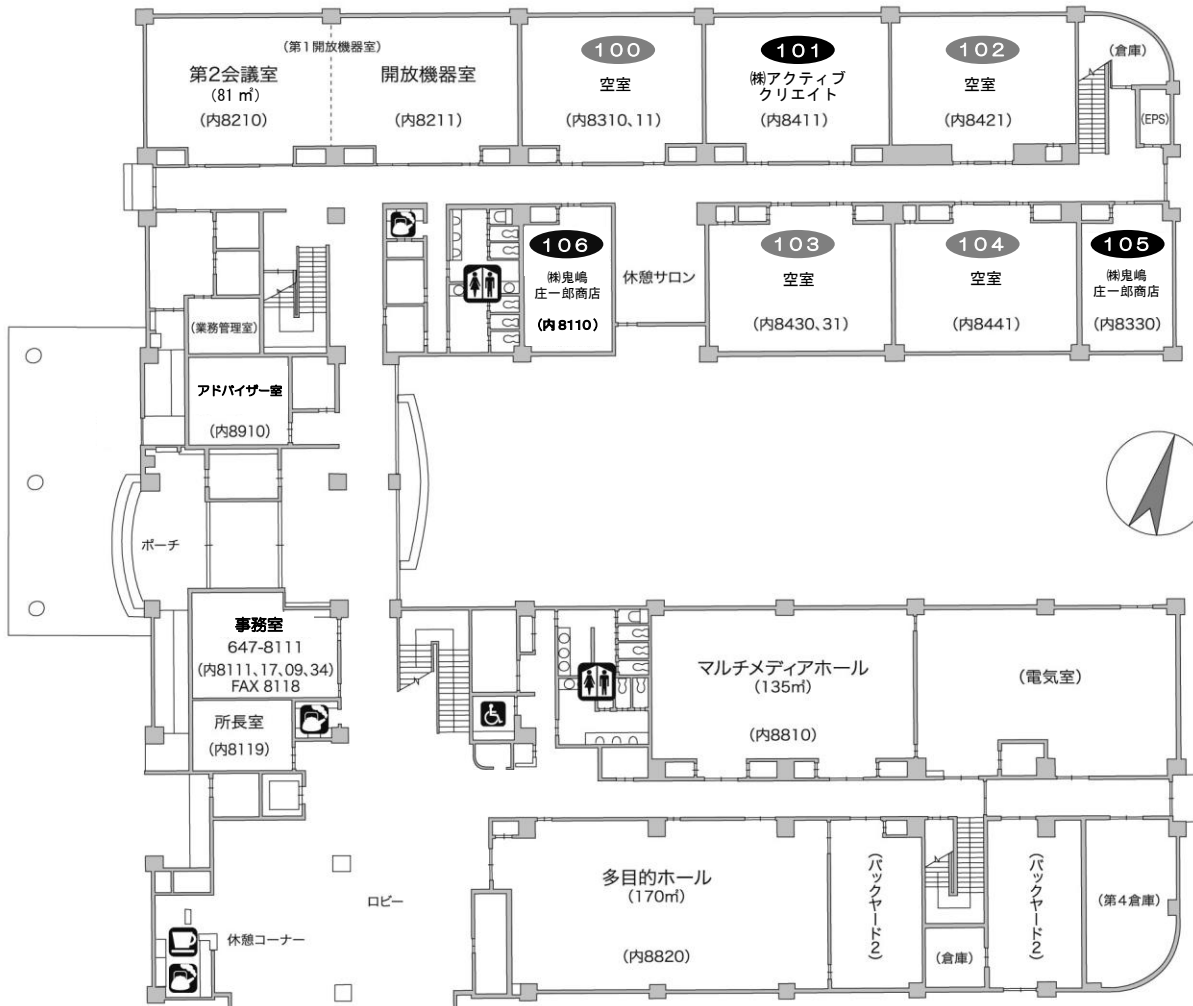 (第1開放機器室)
第2会議室
(81 ㎡)
(内8210)
開放機器室
(内8211)
100
空室
(内8310、11)
101
㈱アクティブ
クリエイト
(内8411)
102
空室
(内8421)
(倉庫)
(EPS)
106
㈱鬼嶋
庄一郎商店
(内8110)
休憩サロン
103
空室
(内8430、31)
104
空室
(内8441)
105
㈱鬼嶋
庄一郎商店
(内8330)
(業務管理室)
アドバイザー室
(内8910)
ポーチ
事務室
647-8111
(内8111、17、09、34)
FAX 8118
所長室
(内8119)
マルチメディアホール
(135㎡)
(内8810)
(電気室)
ロビー
休憩コーナー
多目的ホール
(170㎡)
(内8820)
(バックヤード2)
(倉庫)
(バックヤード2)
(第4倉庫)